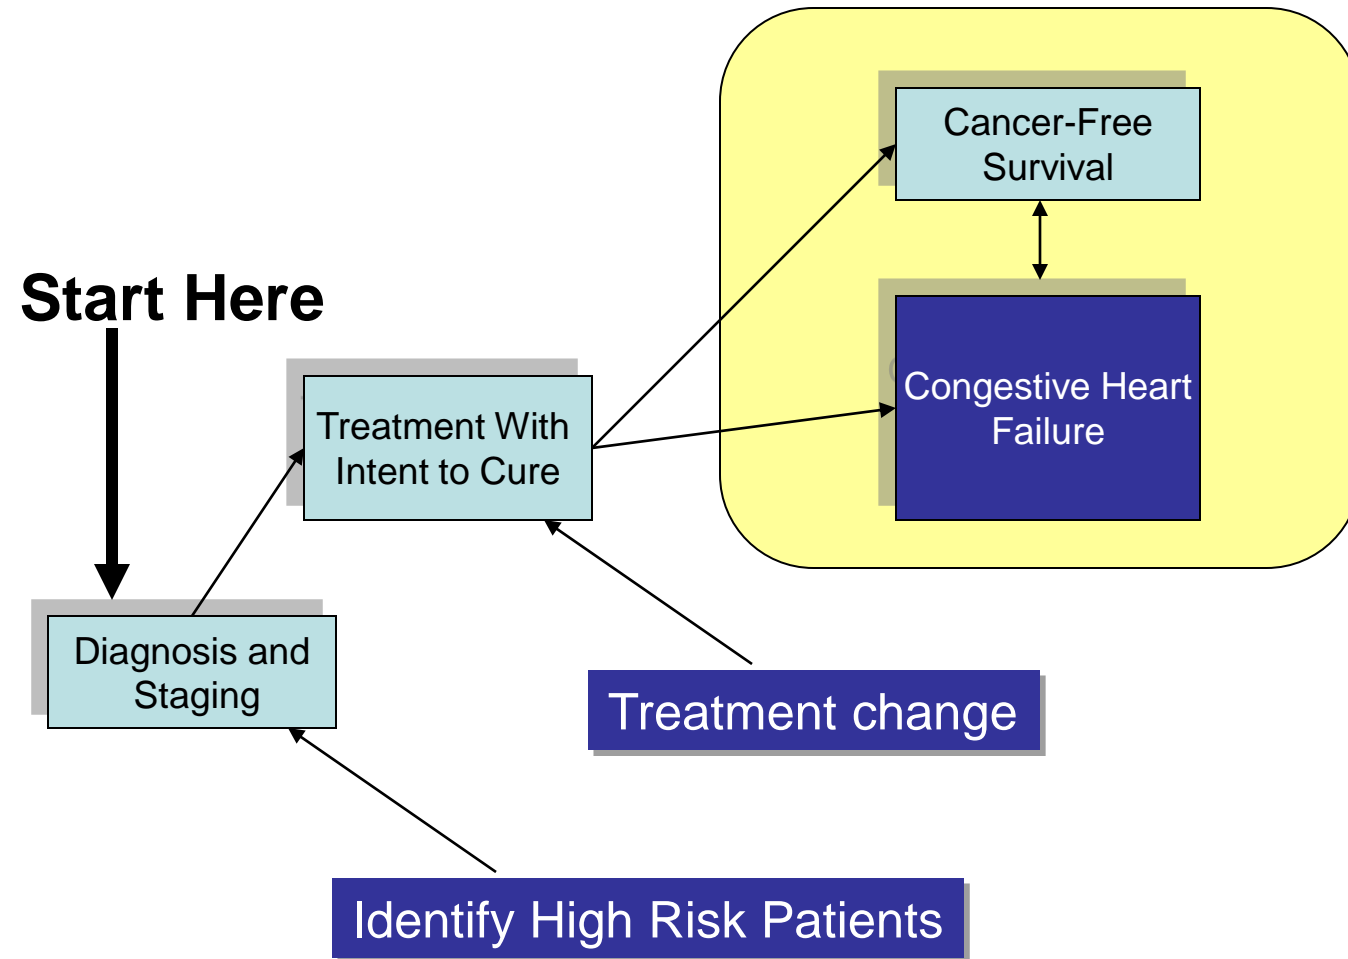 Cancer-Free
Survival
Start Here
Congestive Heart
Failure
Treatment With
Intent to Cure
Diagnosis and
Staging
Treatment change
Identify High Risk Patients